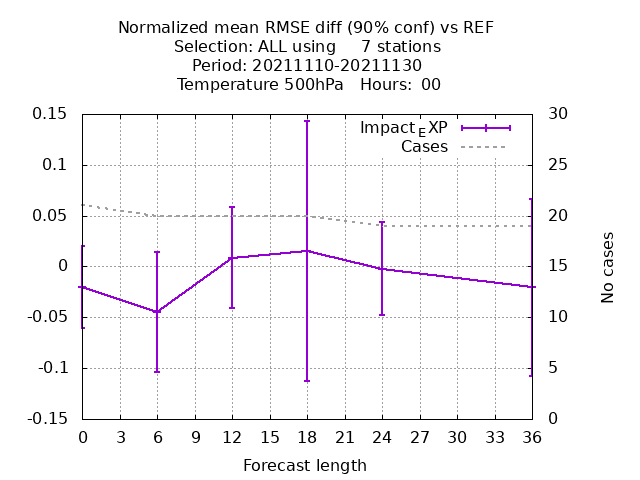 Normalized mean RMSE diff (90% conf) vs REF
Selection: ALL using 7 stations
Period: 20211110-20211130
Temperature 500hPa Hours: 00
0.15
0.1
0.05
0
-0.05
-0.1
-0.15
Impact_EXP
Cases
30
25
20
15
10
5
0
No cases
0 3 6 9 12 15 18 21 24 27 30 33 36
Forecast length